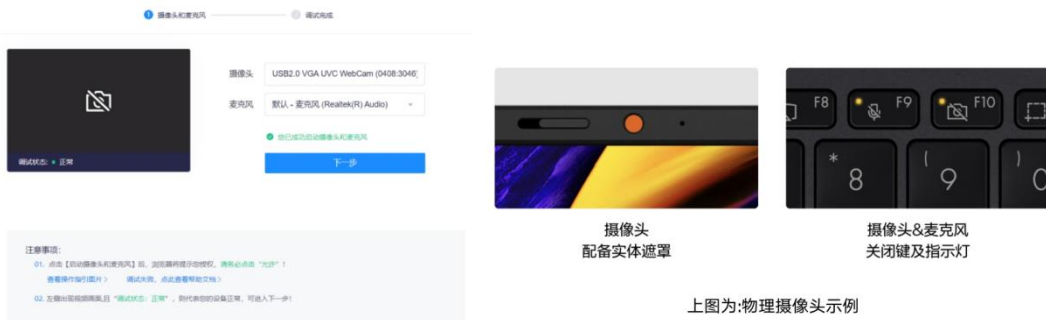 1 摄像头和麦克风
2 调试完成
摄像头 USB2.0 VGA UVC WebCam (0408:3046)
麦克风 默认 - 麦克风 (Realtek(R) Audio)
您已成功启动摄像头和麦克风
下一步
调试状态: 正常
注意事项:
01. 点击【启动摄像头和麦克风】后, 浏览器将提示您授权, 请务必点击 "允许" !
查看操作指引图片 > 调试失败, 点此查看帮助文档 >
02. 左侧出现视频画面,且 "调试状态: 正常" , 则代表您的设备正常, 可进入下一步!
F8
F9
F10
* 8
( 9
) 0
摄像头
配备实体遮罩
摄像头&麦克风
关闭键及指示灯
上图为:物理摄像头示例